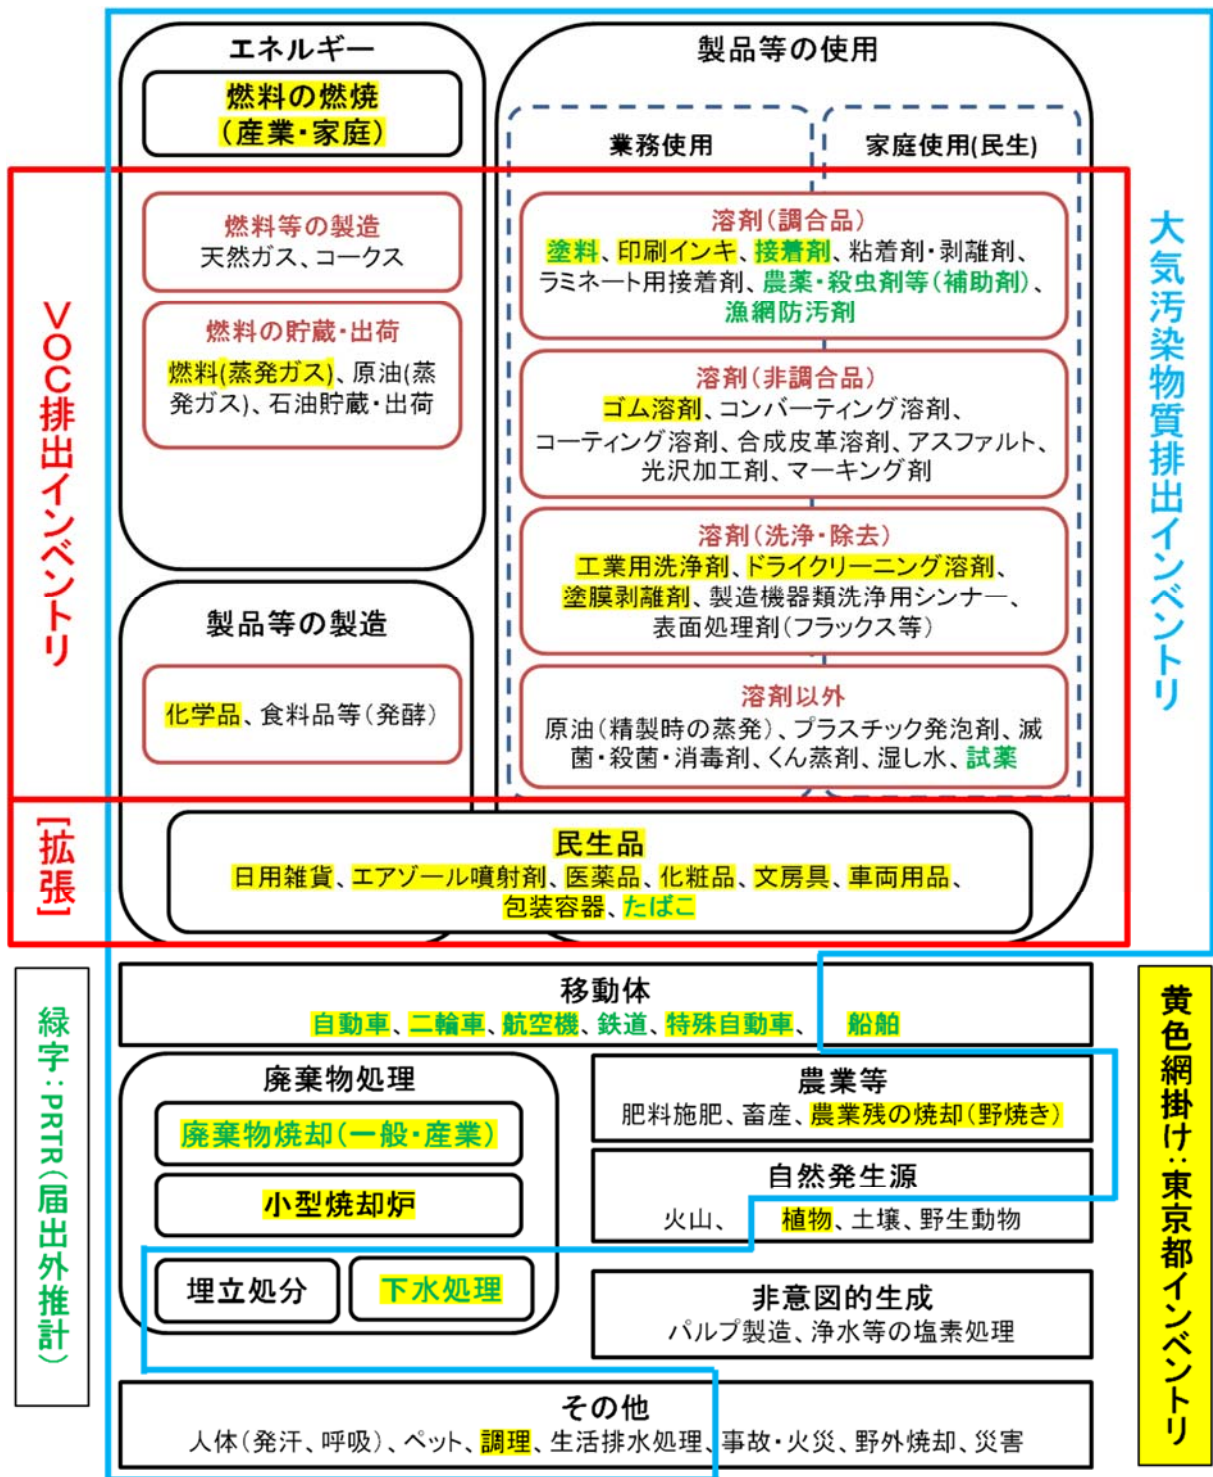 エネルギー
燃料の燃焼
(産業・家庭)
燃料等の製造
天然ガス、コークス
燃料の貯蔵・出荷
燃料(蒸発ガス)、原油(蒸
発ガス)、石油貯蔵・出荷
製品等の製造
化学品、食料品等(発酵)
製品等の使用
業務使用
家庭使用(民生)
溶剤(調合品)
塗料、印刷インキ、接着剤、粘着剤・剥離剤、
ラミネート用接着剤、農薬・殺虫剤等(補助剤)、
漁網防汚剤
溶剤(非調合品)
ゴム溶剤、コンバーティング溶剤、
コーティング溶剤、合成皮革溶剤、アスファルト、
光沢加工剤、マーキング剤
溶剤(洗浄・除去)
工業用洗浄剤、ドライクリーニング溶剤、
塗膜剥離剤、製造機器類洗浄用シンナー、
表面処理剤(フラックス等)
溶剤以外
原油(精製時の蒸発)、プラスチック発泡剤、滅
菌・殺菌・消毒剤、くん蒸剤、湿し水、試薬
民生品
日用雑貨、エアゾール噴射剤、医薬品、化粧品、文房具、車両用品、
包装容器、たばこ
VOC排出インベントリ
[拡張]
大気汚染物質排出インベントリ
移動体
自動車、二輪車、航空機、鉄道、特殊自動車、 船舶
廃棄物処理
廃棄物焼却(一般・産業)
小型焼却炉
埋立処分
下水処理
農業等
肥料施肥、畜産、農業残の焼却(野焼き)
自然発生源
火山、 植物、土壌、野生動物
非意図的生成
パルプ製造、浄水等の塩素処理
その他
人体(発汗、呼吸)、ペット、調理、生活排水処理、事故・火災、野外焼却、災害
緑字:PRTR(届出外推計)
黄色網掛け:東京都インベントリ